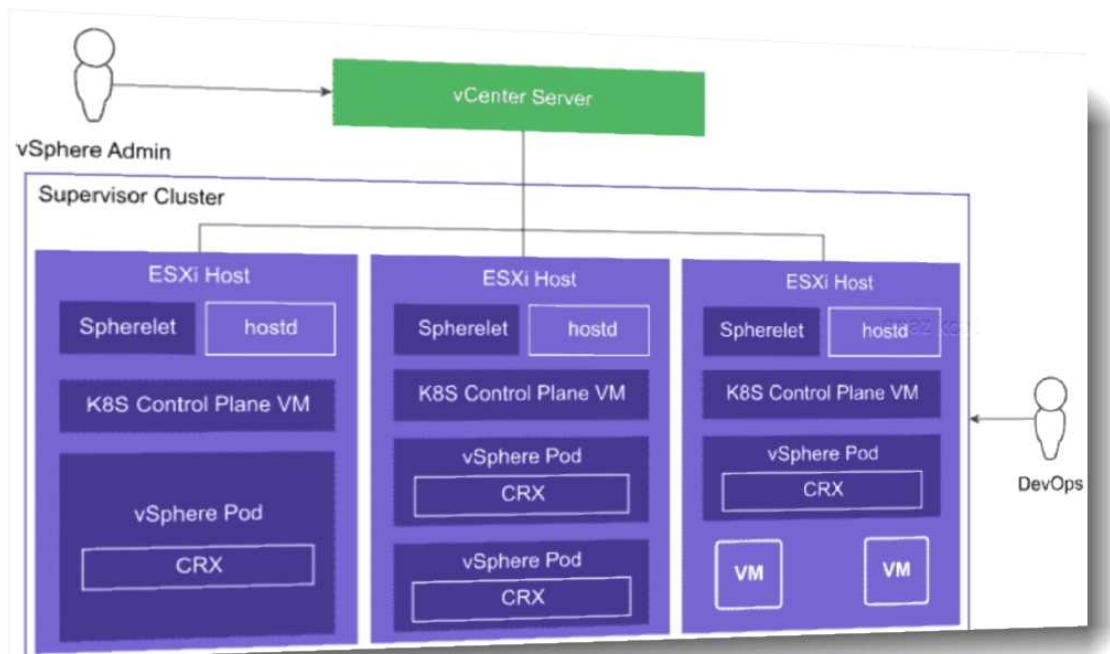 vCenter Server
vSphere Admin
Supervisor Cluster
ESXi Host
Spherelet
hostd
K8S Control Plane VM
vSphere Pod
CRX
ESXi Host
Spherelet
hostd
K8S Control Plane VM
vSphere Pod
CRX
vSphere Pod
CRX
ESXi Host
Spherelet
hostd
K8S Control Plane VM
vSphere Pod
CRX
VM
VM
DevOps